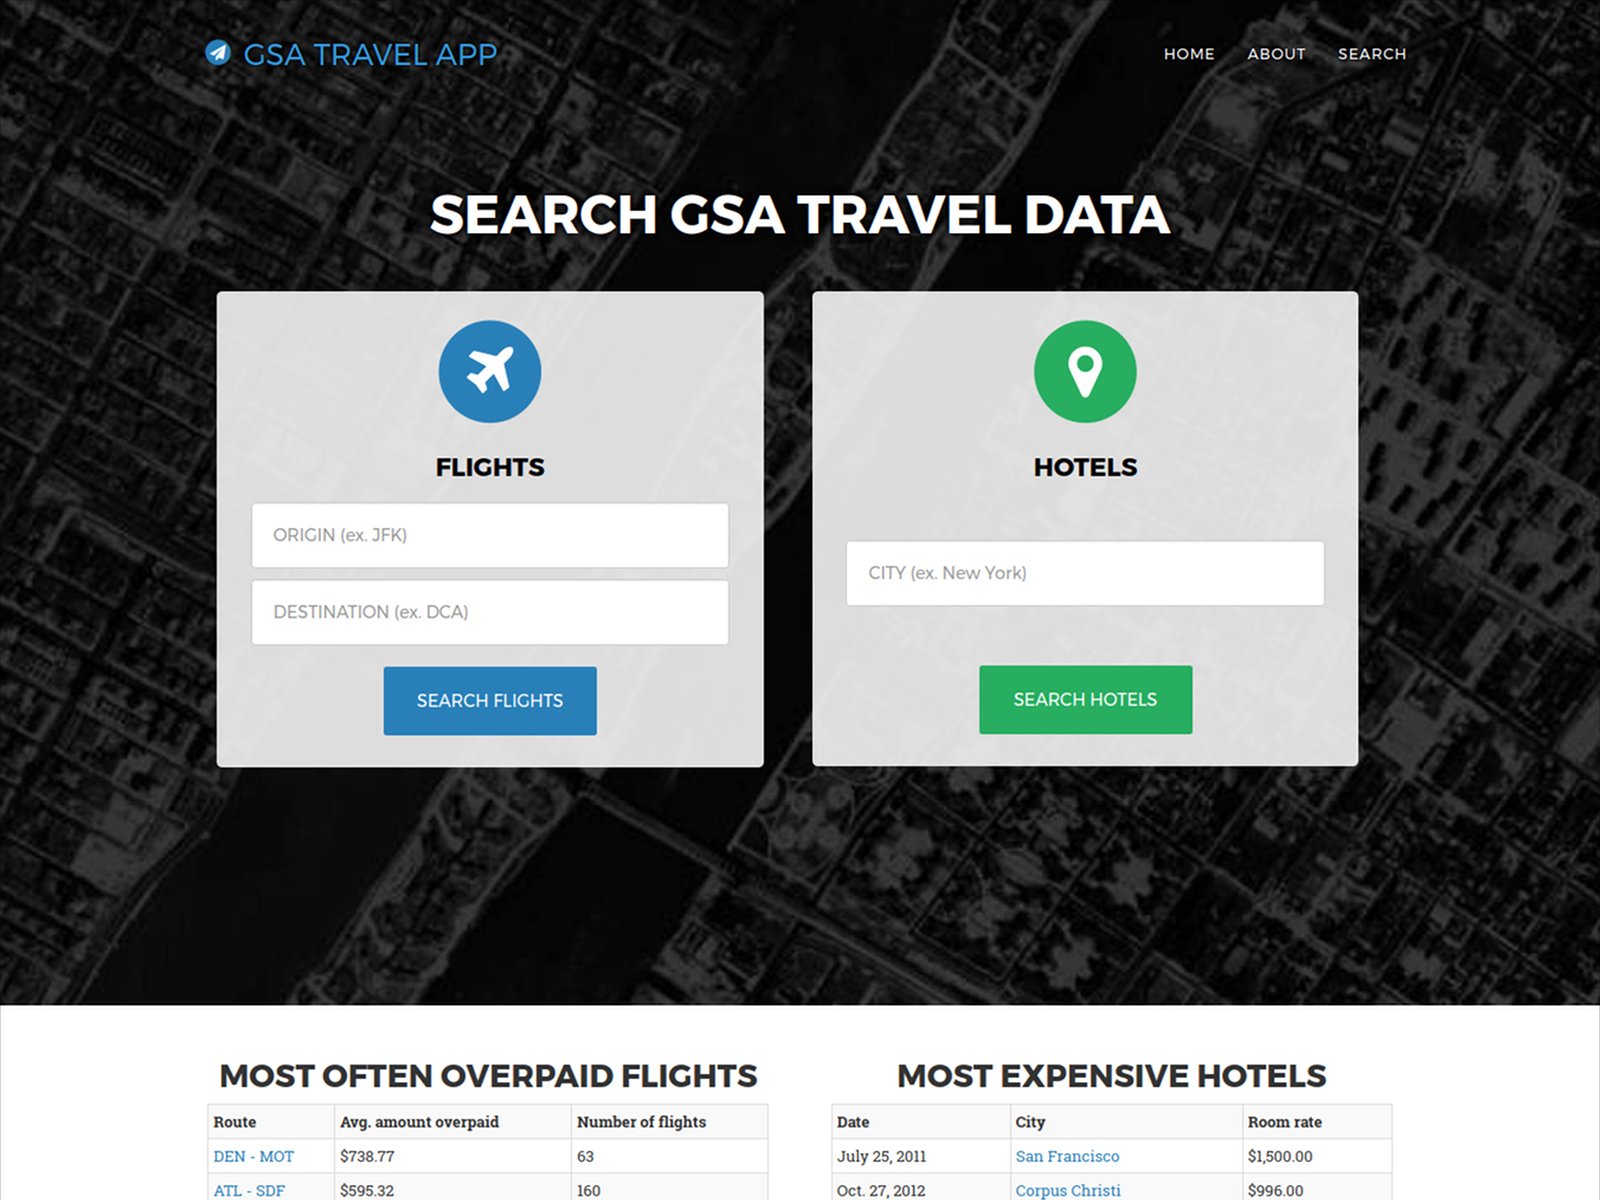 GSA TRAVEL APP
HOME ABOUT SEARCH
SEARCH GSA TRAVEL DATA
FLIGHTS
ORIGIN (ex. JFK)
DESTINATION (ex. DCA)
SEARCH FLIGHTS
HOTELS
CITY (ex. New York)
SEARCH HOTELS
MOST OFTEN OVERPAID FLIGHTS
Route Avg. amount overpaid Number of flights
DEN - MOT $738.77 63
ATL - SDF $595.32 160
MOST EXPENSIVE HOTELS
Date City Room rate
July 25, 2011 San Francisco $1,500.00
Oct. 27, 2012 Corpus Christi $996.00